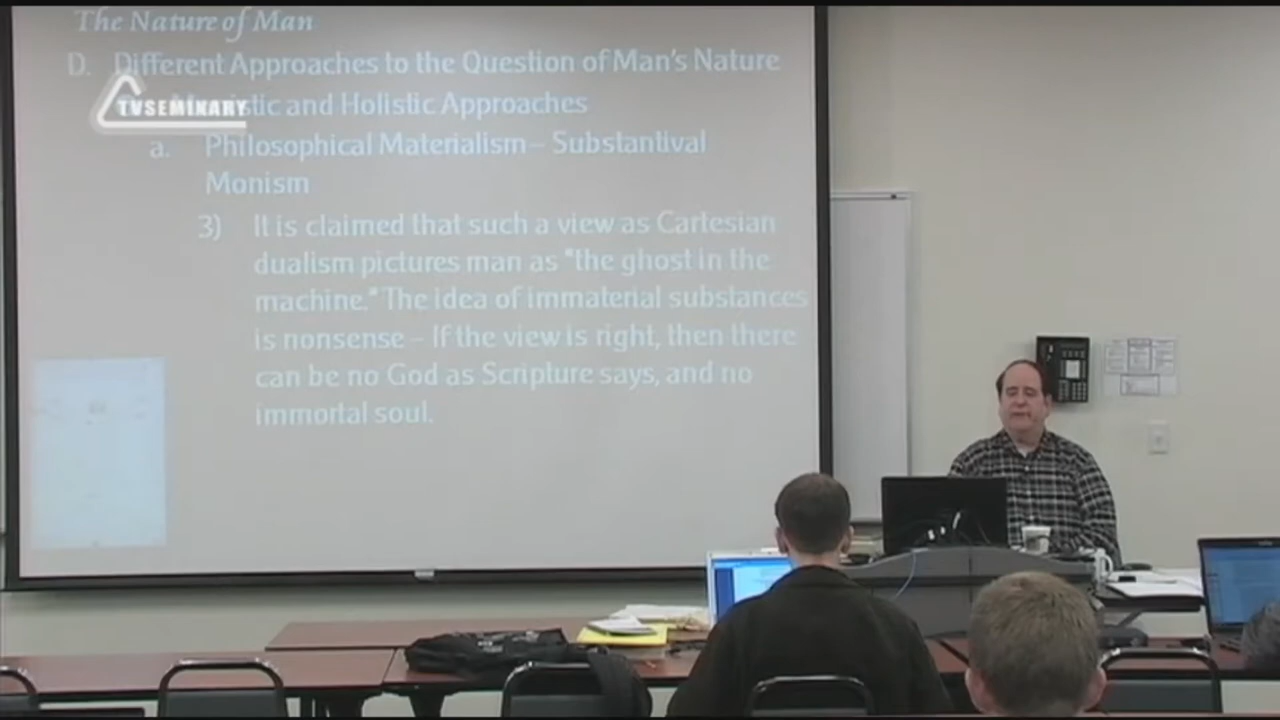 The Nature of Man
D. Different Approaches to the Question of Man's Nature
TVSEMINARY
and Holistic Approaches
a. Philosophical Materialism – Substantival
Monism
3) It is claimed that such a view as Cartesian
dualism pictures man as "the ghost in the
machine." The idea of immaterial substances
is nonsense – If the view is right, then there
can be no God as Scripture says, and no
immortal soul.